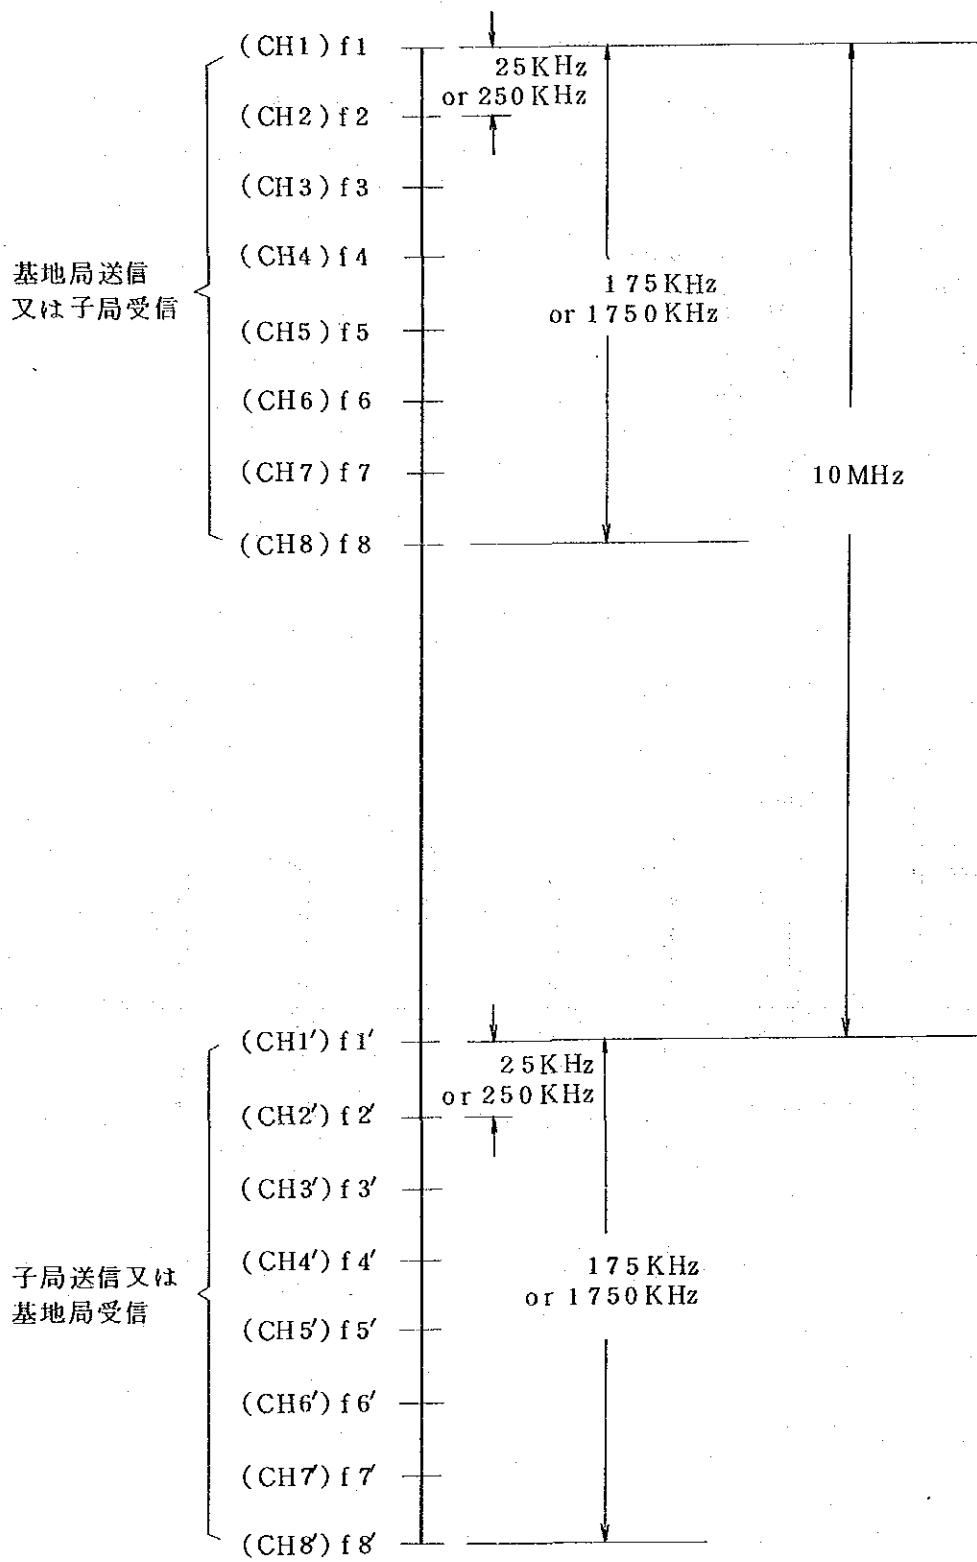 (CH1) f1
25KHz
or 250KHz
(CH2) f2
(CH3) f3
(CH4) f4
基地局送信
又は子局受信
175KHz
or 1750KHz
(CH5) f5
(CH6) f6
(CH7) f7
10MHz
(CH8) f8
(CH1′) f1′
25KHz
or 250KHz
(CH2′) f2′
(CH3′) f3′
(CH4′) f4′
子局送信又は
基地局受信
175KHz
or 1750KHz
(CH5′) f5′
(CH6′) f6′
(CH7′) f7′
(CH8′) f8′